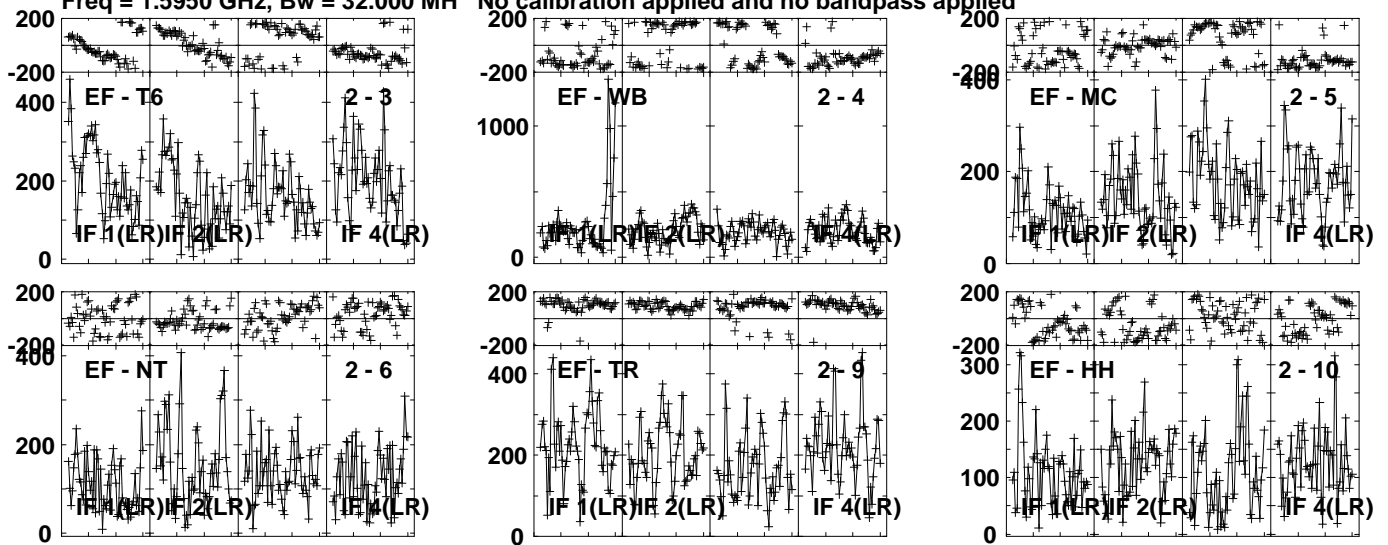 Freq = 1.5950 GHz, Bw = 32.000 MH No calibration applied and no bandpass applied
200
-200
400
200
0
EF - T6
2 - 3
IF 1(LR)
IF 2(LR)
IF 4(LR)
200
-200
1000
0
EF - WB
2 - 4
IF 1(LR)
IF 2(LR)
IF 4(LR)
200
-200
400
200
0
EF - MC
2 - 5
IF 1(LR)
IF 2(LR)
IF 4(LR)
200
-200
400
200
0
EF - NT
2 - 6
IF 1(LR)
IF 2(LR)
IF 4(LR)
200
-200
400
200
0
EF - TR
2 - 9
IF 1(LR)
IF 2(LR)
IF 4(LR)
200
-200
300
200
100
0
EF - HH
2 - 10
IF 1(LR)
IF 2(LR)
IF 4(LR)